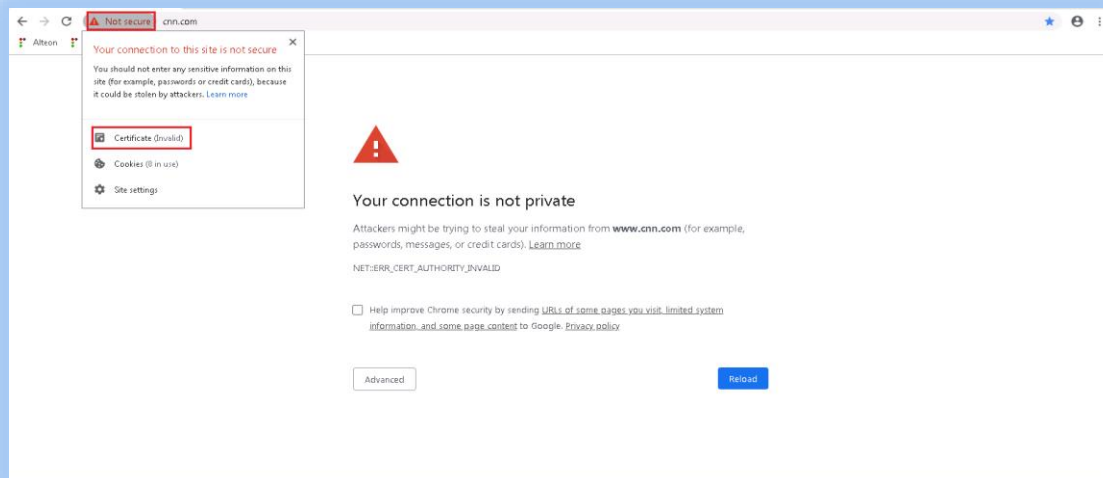 Not secure cnn.com
Alteon
Your connection to this site is not secure
You should not enter any sensitive information on this
site (for example, passwords or credit cards), because
it could be stolen by attackers. Learn more
Certificate (Invalid)
Cookies (0 in use)
Site settings
Your connection is not private
Attackers might be trying to steal your information from www.cnn.com (for example,
passwords, messages, or credit cards). Learn more
NET::ERR_CERT_AUTHORITY_INVALID
Help improve Chrome security by sending URLs of some pages you visit, limited system
information, and some page content to Google. Privacy policy
Advanced
Reload